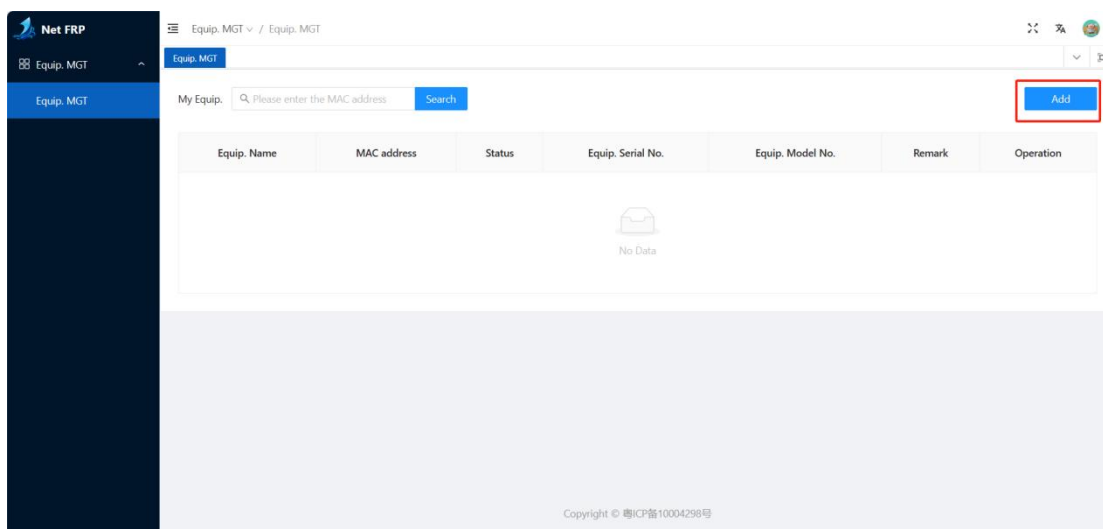 Net FRP
Equip. MGT / Equip. MGT
Equip. MGT
Equip. MGT
Equip. MGT
My Equip. Please enter the MAC address Search Add
Equip. Name MAC address Status Equip. Serial No. Equip. Model No. Remark Operation
No Data
Copyright © 粤ICP备10004298号